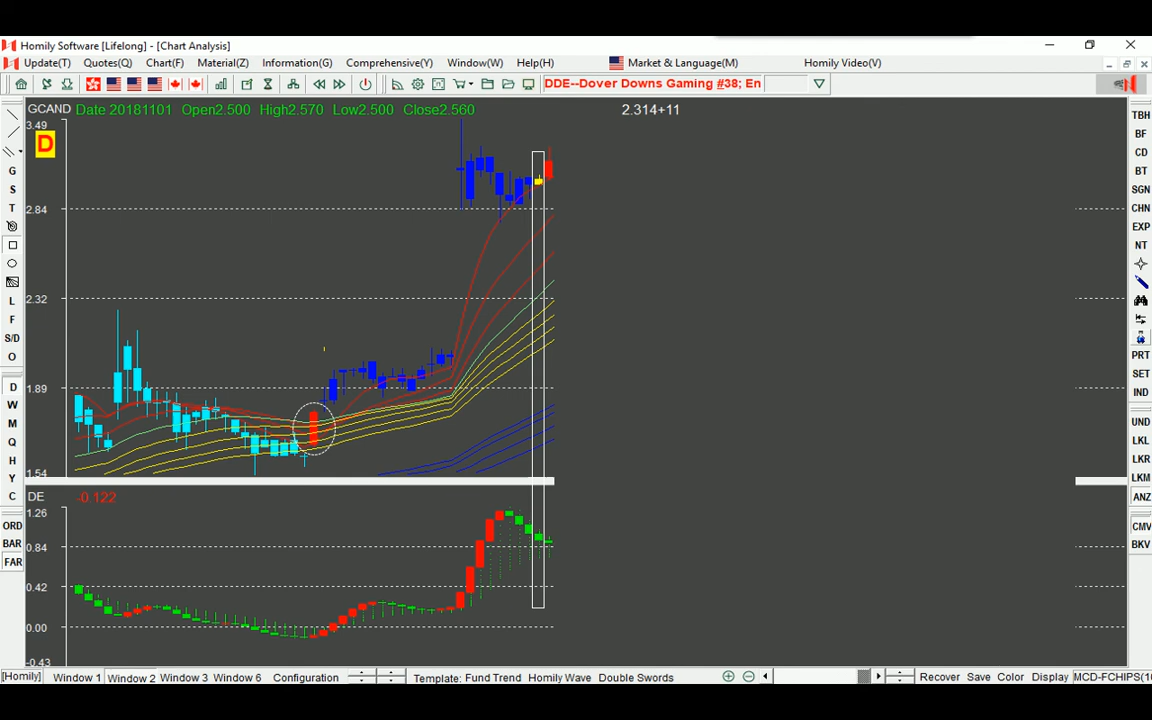 Homily Software [Lifelong] - [Chart Analysis]
Update(T) Quotes(Q) Chart(F) Material(Z) Information(G) Comprehensive(Y) Window(W) Help(H) Market & Language(M) Homily Video(V)
DDE--Dover Downs Gaming #38; En
GCAND Date 20181101 Open2.500 High2.570 Low2.500 Close2.560 2.314+11
3.49
D
2.84
2.32
1.89
1.54
DE -0.122
1.26
0.84
0.42
0.00
-0.43
G
S
T
L
F
S/D
O
D
W
M
Q
H
Y
C
ORD
BAR
FAR
TBH
BF
CD
BT
SGN
CHN
EXP
NT
PRT
SET
IND
UND
LKL
LKR
LKM
ANZ
CMV
BKV
[Homily] Window 1 Window 2 Window 3 Window 6 Configuration Template: Fund Trend Homily Wave Double Swords Recover Save Color Display MCD-FCHIPS(10